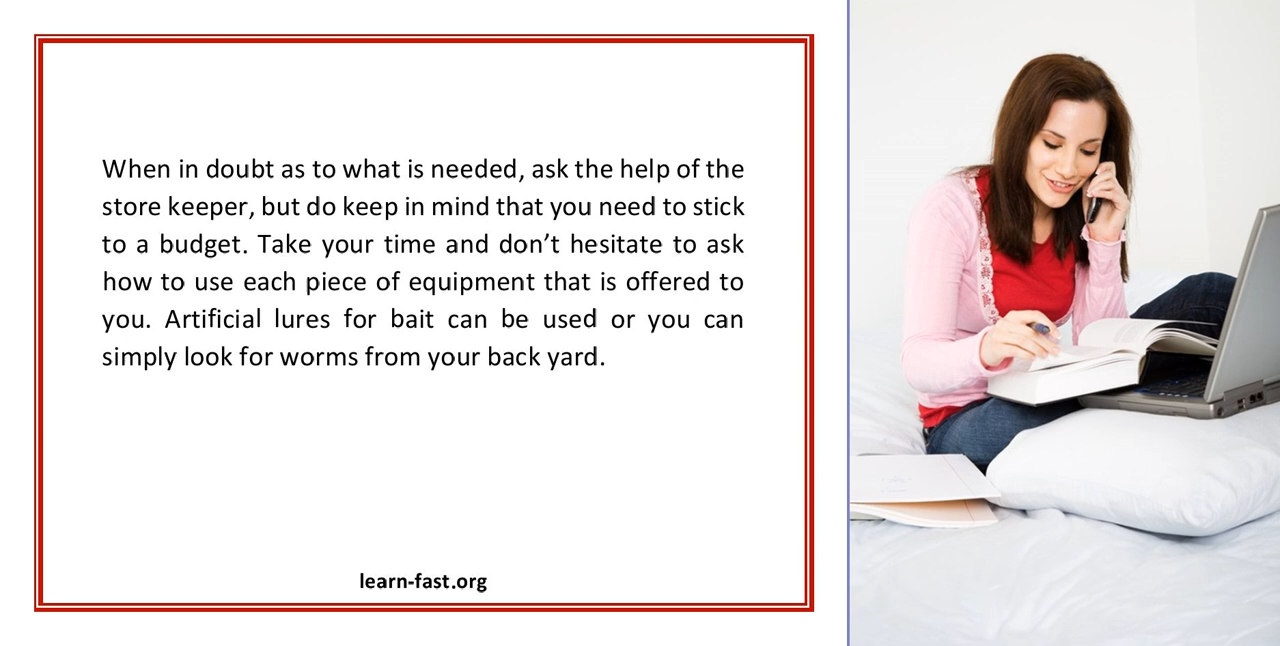 When in doubt as to what is needed, ask the help of the
store keeper, but do keep in mind that you need to stick
to a budget. Take your time and don’t hesitate to ask
how to use each piece of equipment that is offered to
you. Artificial lures for bait can be used or you can
simply look for worms from your back yard.
learn-fast.org